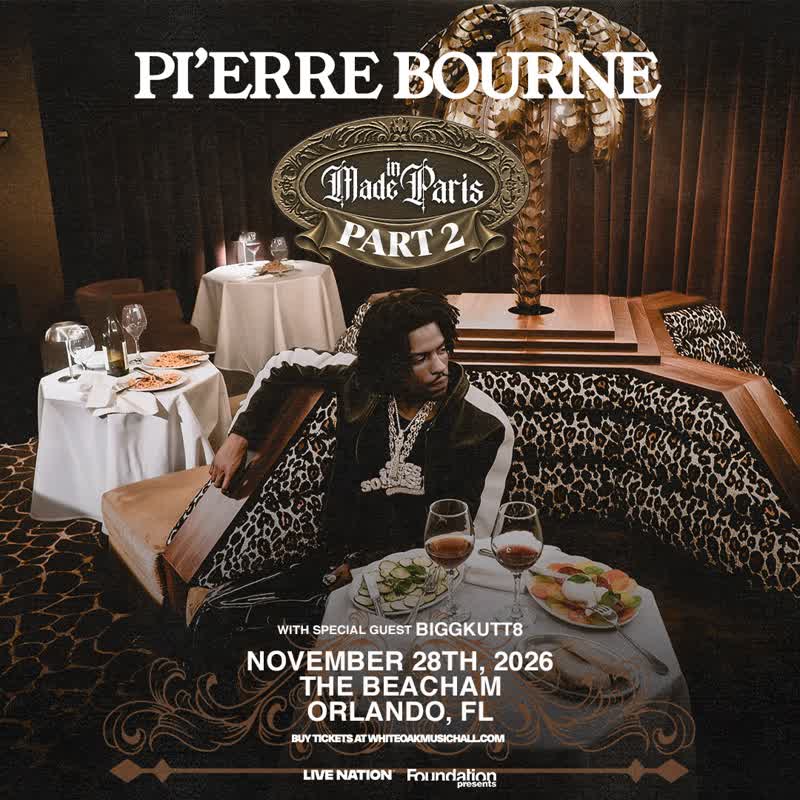 PI'ERRE BOURNE
Made in Paris
PART 2
WITH SPECIAL GUEST BIGGKUTT8
NOVEMBER 28TH, 2026
THE BEACHAM
ORLANDO, FL
BUY TICKETS AT WHITEOAKMUSICHALL.COM
LIVE NATION Foundation
presents